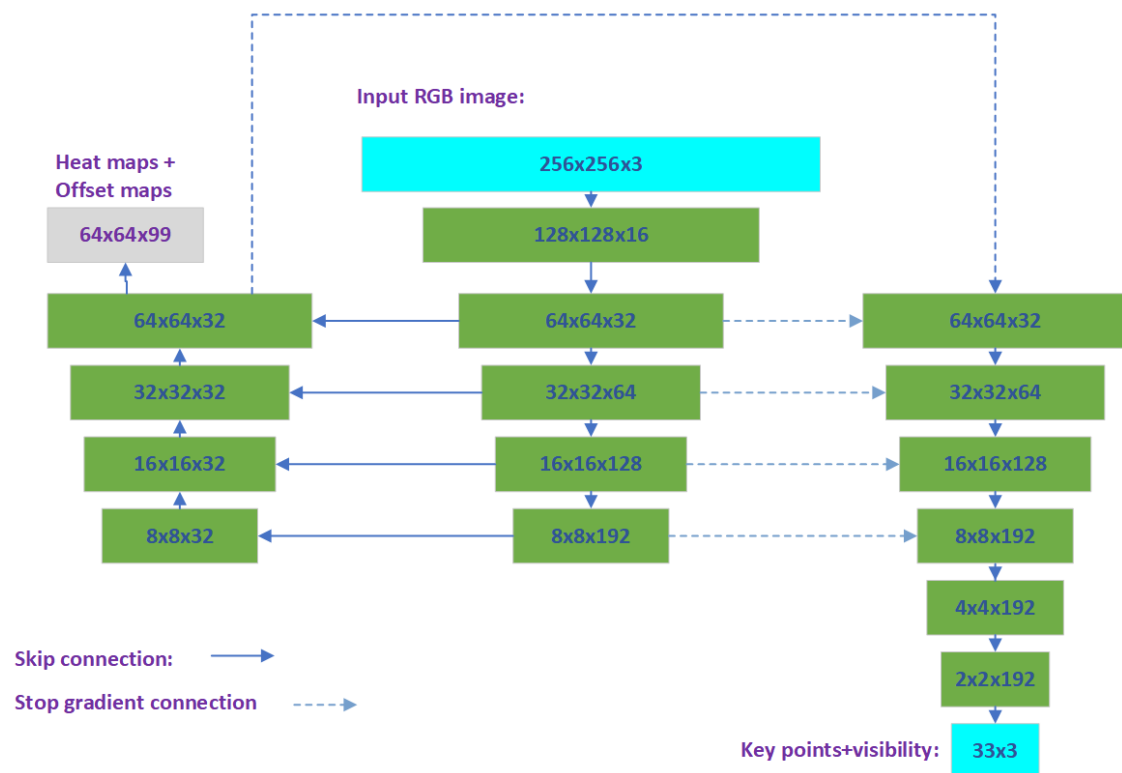 Input RGB image:
256x256x3
Heat maps +
Offset maps
64x64x99
128x128x16
64x64x32
64x64x32
64x64x32
32x32x32
32x32x64
32x32x64
16x16x32
16x16x128
16x16x128
8x8x32
8x8x192
8x8x192
4x4x192
Skip connection:
2x2x192
Stop gradient connection
Key points+visibility:
33x3